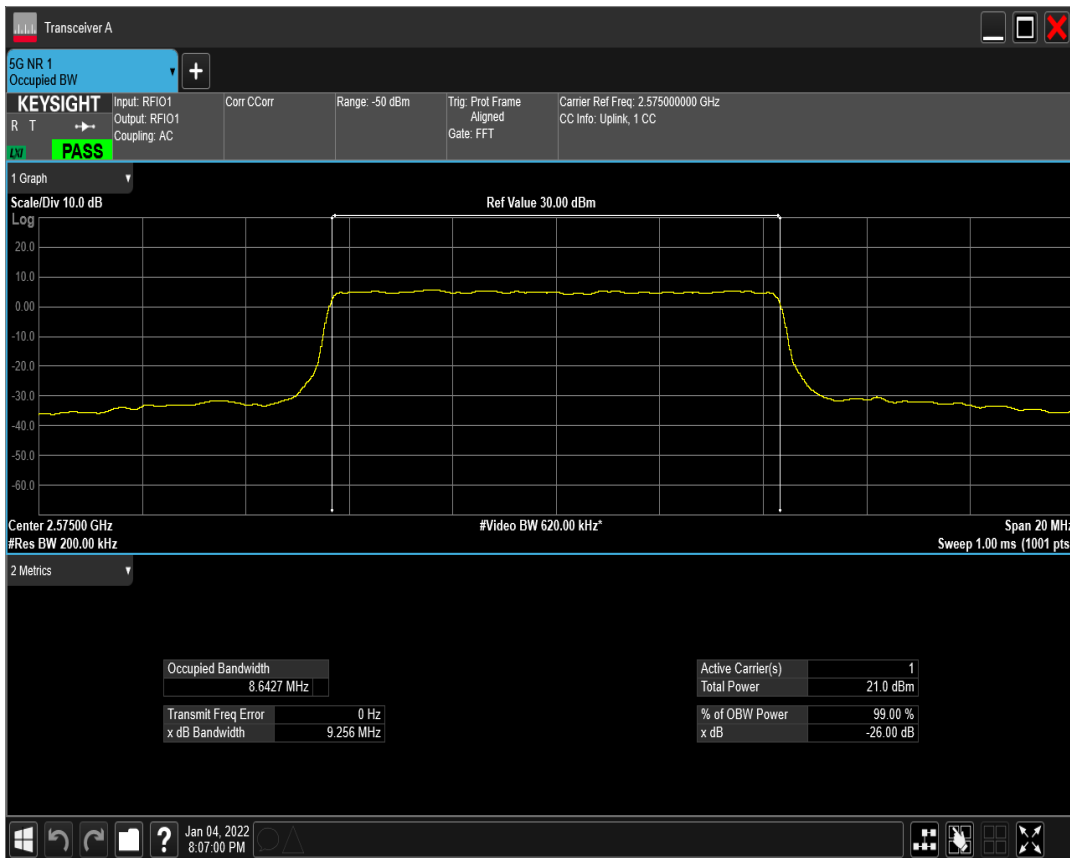 Transceiver A
5G NR 1
Occupied BW
+
KEYSIGHT
R T
LXI
PASS
Input: RFIO1
Output: RFIO1
Coupling: AC
Corr CCorr
Range: -50 dBm
Trig: Prot Frame
Aligned
Gate: FFT
Carrier Ref Freq: 2.575000000 GHz
CC Info: Uplink, 1 CC
1 Graph
Scale/Div 10.0 dB
Ref Value 30.00 dBm
Log
20.0
10.0
0.00
-10.0
-20.0
-30.0
-40.0
-50.0
-60.0
Center 2.57500 GHz
#Video BW 620.00 kHz*
Span 20 MHz
#Res BW 200.00 kHz
Sweep 1.00 ms (1001 pts
2 Metrics
Occupied Bandwidth
8.6427 MHz
Transmit Freq Error 0 Hz
x dB Bandwidth 9.256 MHz
Active Carrier(s) 1
Total Power 21.0 dBm
% of OBW Power 99.00 %
x dB -26.00 dB
?
Jan 04, 2022
8:07:00 PM